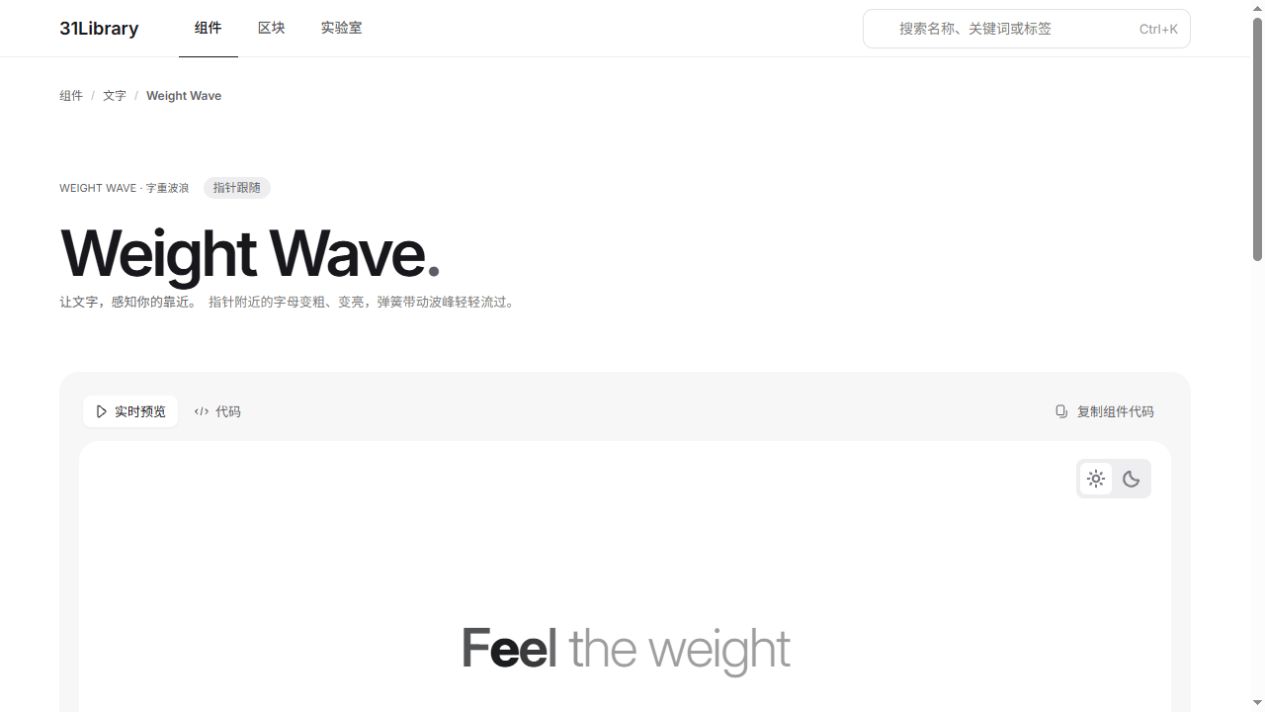 31Library 组件 区块 实验室 搜索名称、关键词或标签 Ctrl+K
组件 / 文字 / Weight Wave
WEIGHT WAVE · 字重波浪 指针跟随
Weight Wave.
让文字，感知你的靠近。 指针附近的字母变粗、变亮，弹簧带动波峰轻轻流过。
实时预览 </> 代码 复制组件代码
Feel the weight